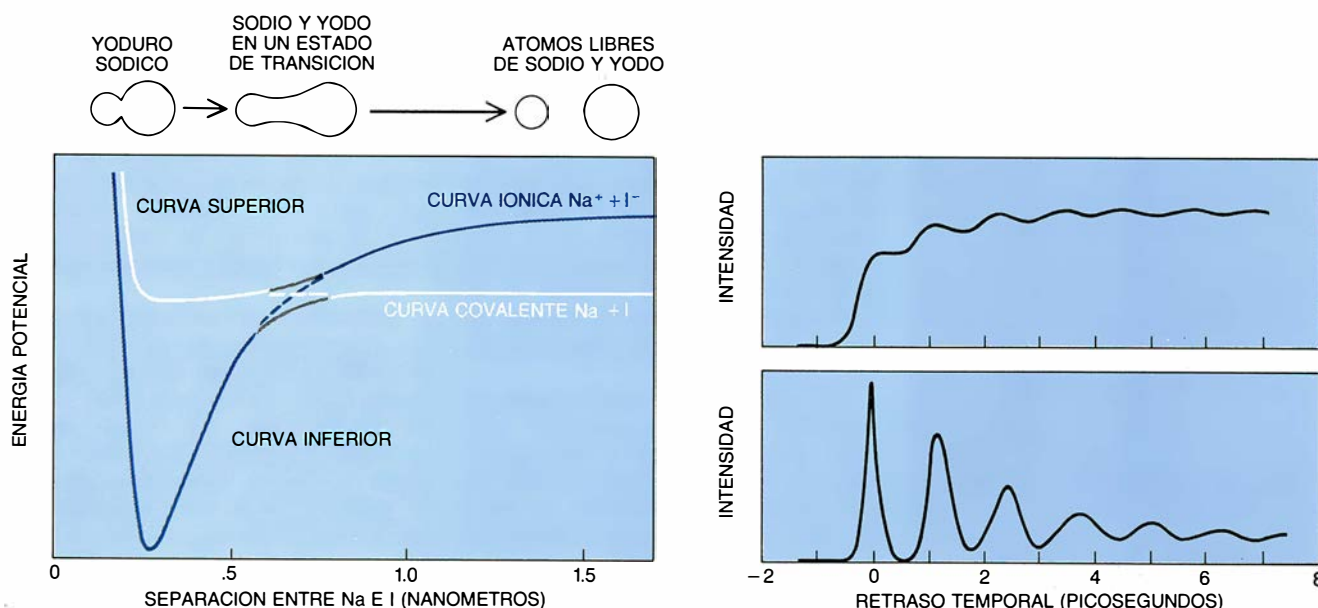 YODURO
SODICO
SODIO Y YODO
EN UN ESTADO
DE TRANSICION
ATOMOS LIBRES
DE SODIO Y YODO
ENERGIA POTENCIAL
CURVA SUPERIOR
CURVA IONICA Na⁺ + I⁻
CURVA COVALENTE Na + I
CURVA INFERIOR
0 .5 1.0 1.5
SEPARACION ENTRE Na E I (NANOMETROS)
INTENSIDAD
INTENSIDAD
−2 0 2 4 6 8
RETRASO TEMPORAL (PICOSEGUNDOS)